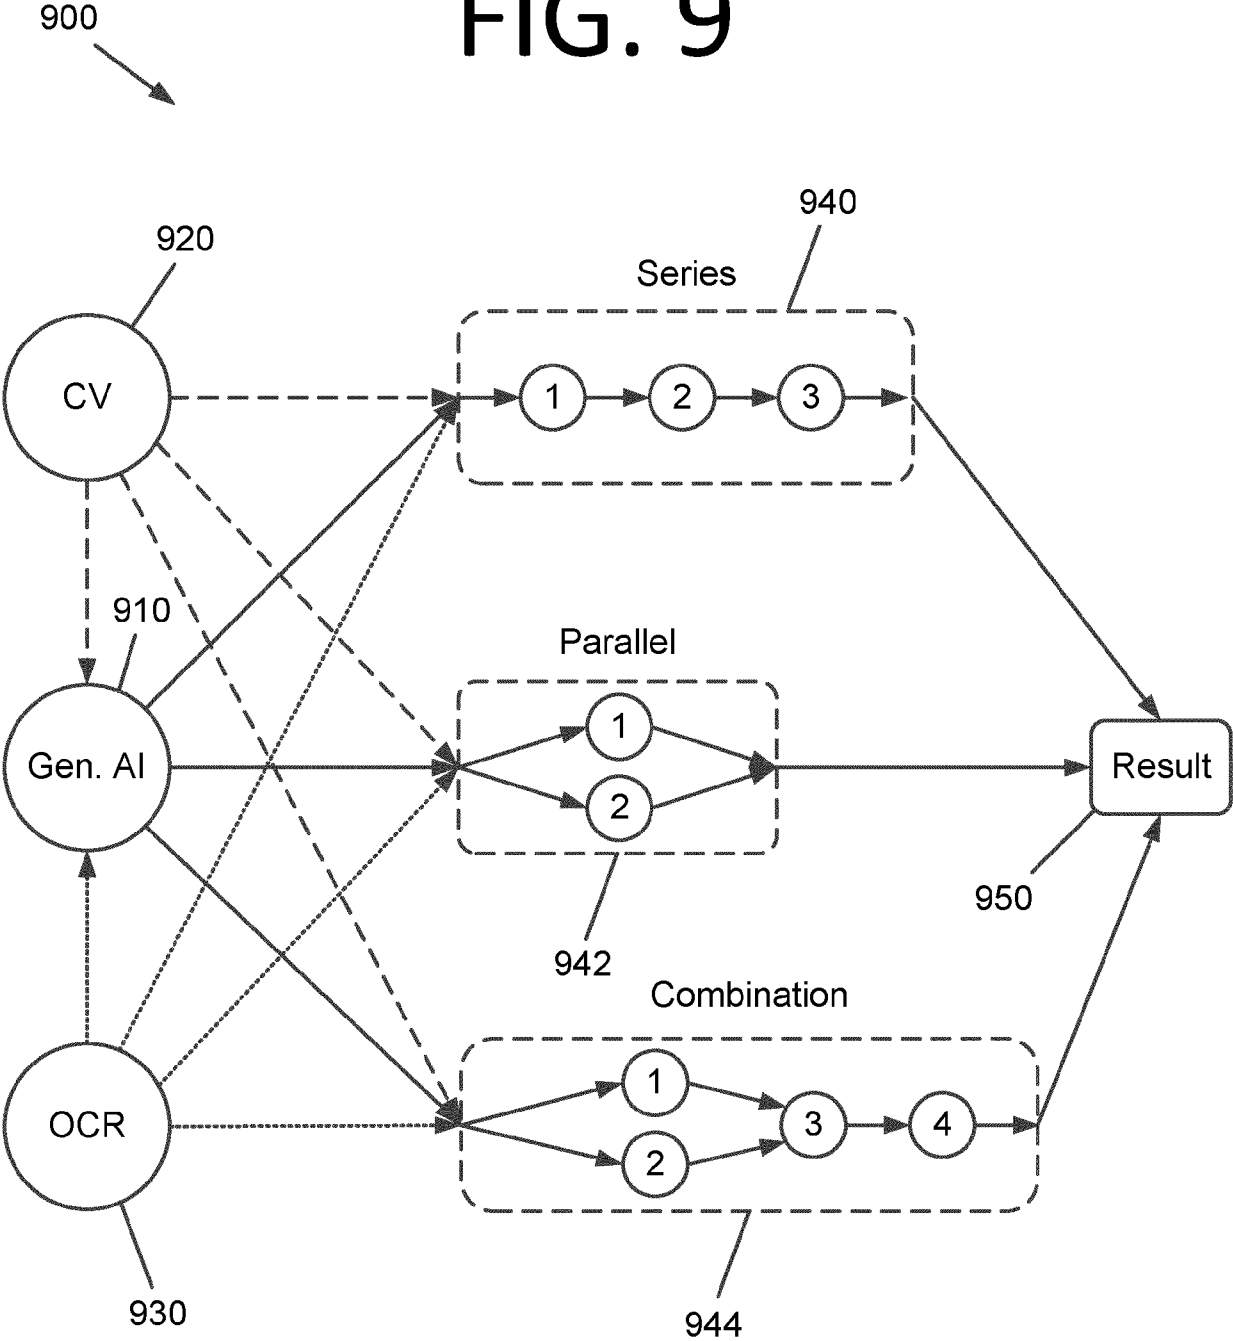 FIG. 9
900
940
920
Series
CV
1
2
3
910
Parallel
1
Gen. AI
Result
2
950
942
Combination
1
OCR
3
4
2
930
944